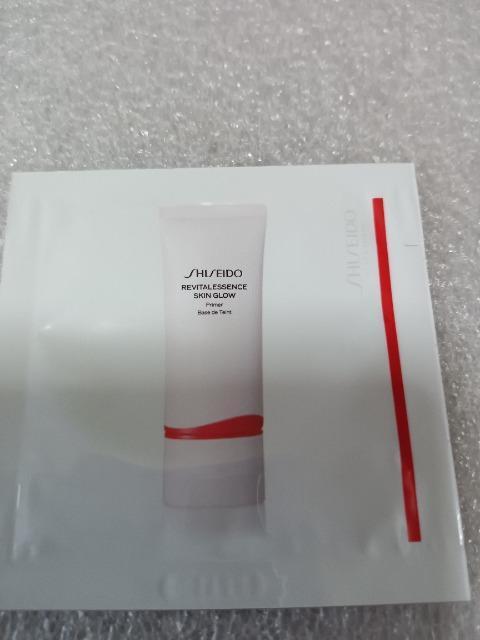 SHISEIDO
REVITALESSENCE
SKIN GLOW
Primer
Base de Teint
SHISEIDO